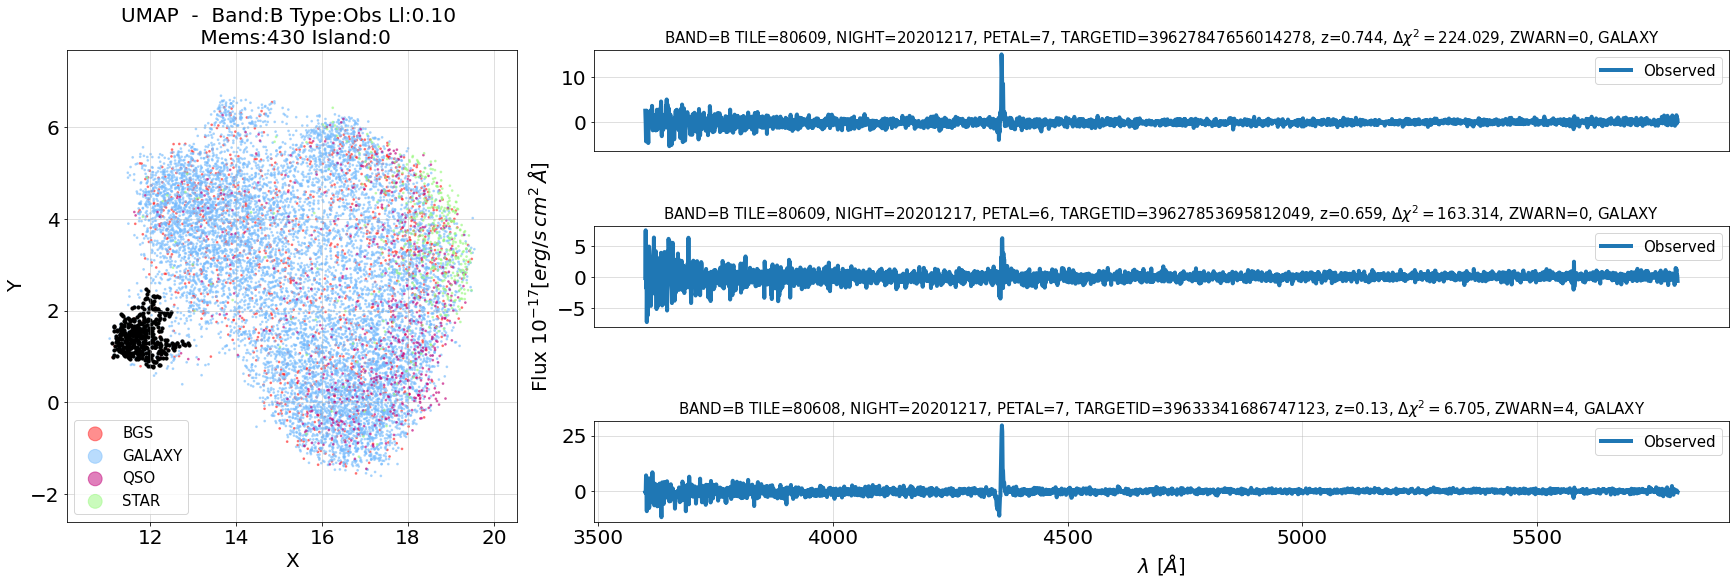 UMAP - Band:B Type:Obs Ll:0.10
Mems:430 Island:0
Y
6
4
2
0
−2
12 14 16 18 20
X
BGS
GALAXY
QSO
STAR
Flux 10⁻¹⁷[erg/s cm² Å]
BAND=B TILE=80609, NIGHT=20201217, PETAL=7, TARGETID=39627847656014278, z=0.744, Δχ² = 224.029, ZWARN=0, GALAXY
10
0
Observed
BAND=B TILE=80609, NIGHT=20201217, PETAL=6, TARGETID=39627853695812049, z=0.659, Δχ² = 163.314, ZWARN=0, GALAXY
5
0
−5
Observed
BAND=B TILE=80608, NIGHT=20201217, PETAL=7, TARGETID=39633341686747123, z=0.13, Δχ² = 6.705, ZWARN=4, GALAXY
25
0
Observed
3500 4000 4500 5000 5500
λ [Å]